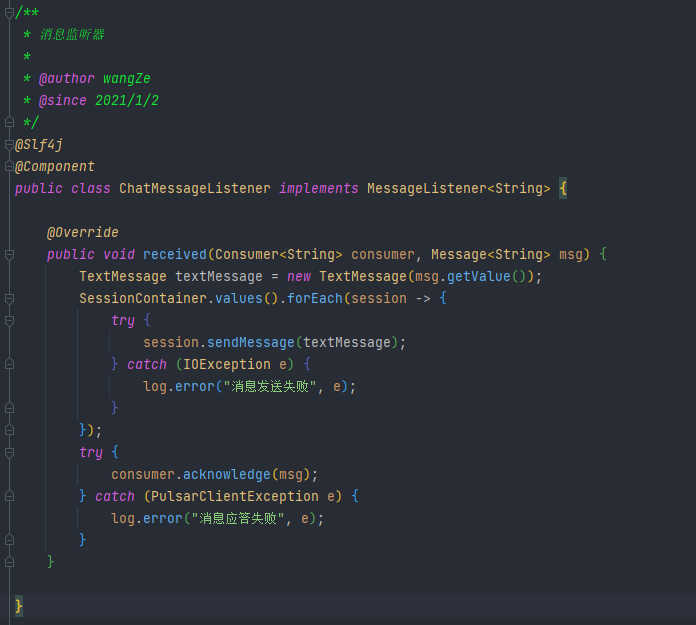 /**
 * 消息监听器
 *
 * @author wangZe
 * @since 2021/1/2
 */
@Slf4j
@Component
public class ChatMessageListener implements MessageListener<String> {
    @Override
    public void received(Consumer<String> consumer, Message<String> msg) {
        TextMessage textMessage = new TextMessage(msg.getValue());
        SessionContainer.values().forEach(session -> {
            try {
                session.sendMessage(textMessage);
            } catch (IOException e) {
                log.error("消息发送失败", e);
            }
        });
        try {
            consumer.acknowledge(msg);
        } catch (PulsarClientException e) {
            log.error("消息应答失败", e);
        }
    }
}